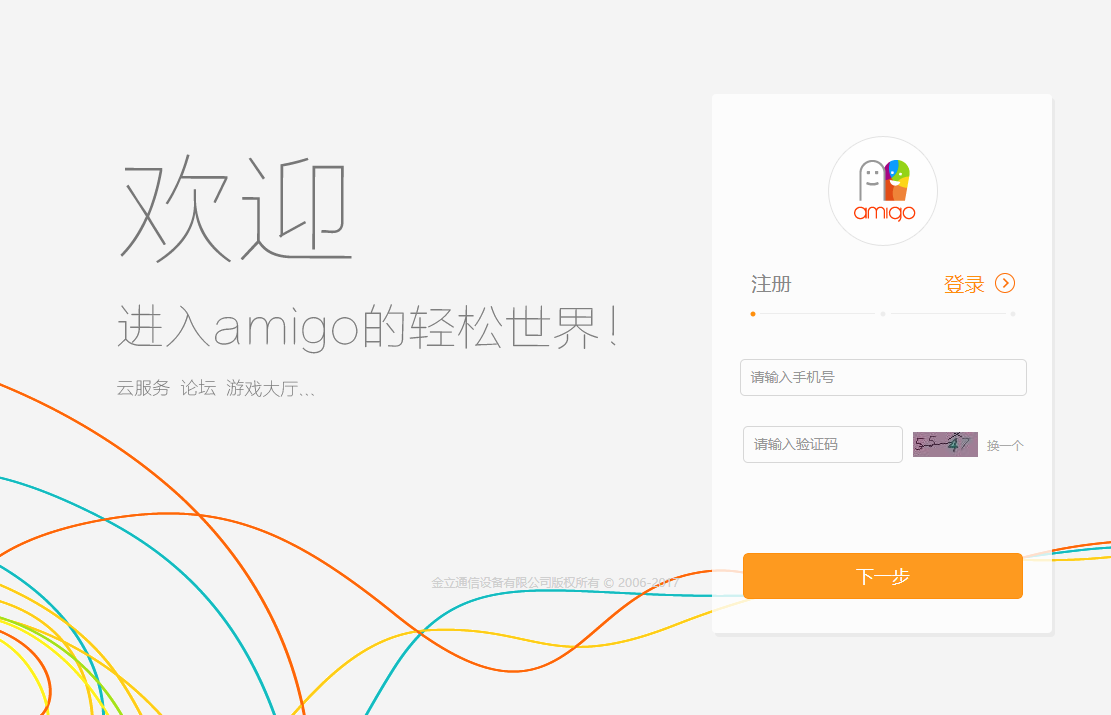 欢迎
进入amigo的轻松世界!
云服务 论坛 游戏大厅...
amigo
注册
登录
请输入手机号
请输入验证码
5547
换一个
下一步
金立通信设备有限公司版权所有 © 2006-2017